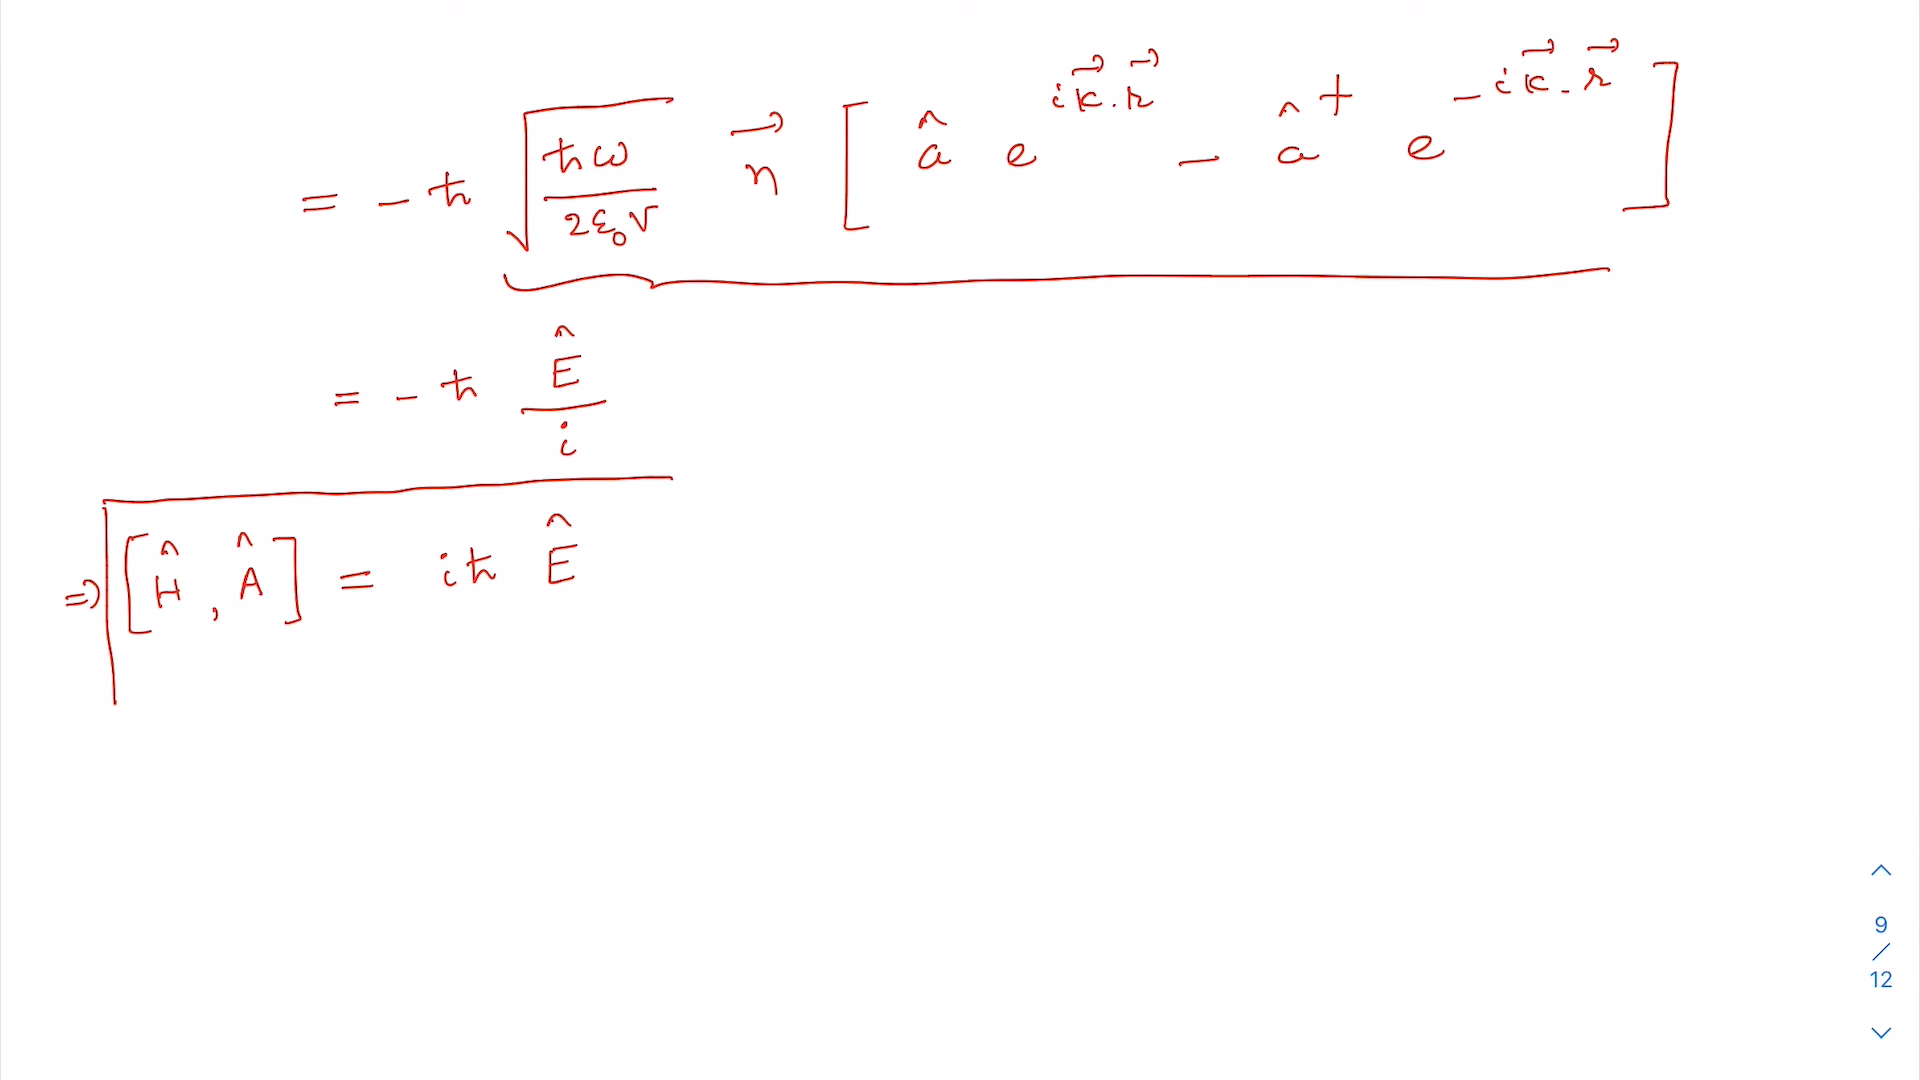 = - ħ √(ħω / 2ε₀V) n⃗ [ â e^{i k⃗ . r⃗} - â† e^{-i k⃗ . r⃗} ]
= - ħ Ê / i
⇒ [ Ĥ , Â ] = iħ Ê
9
/
12